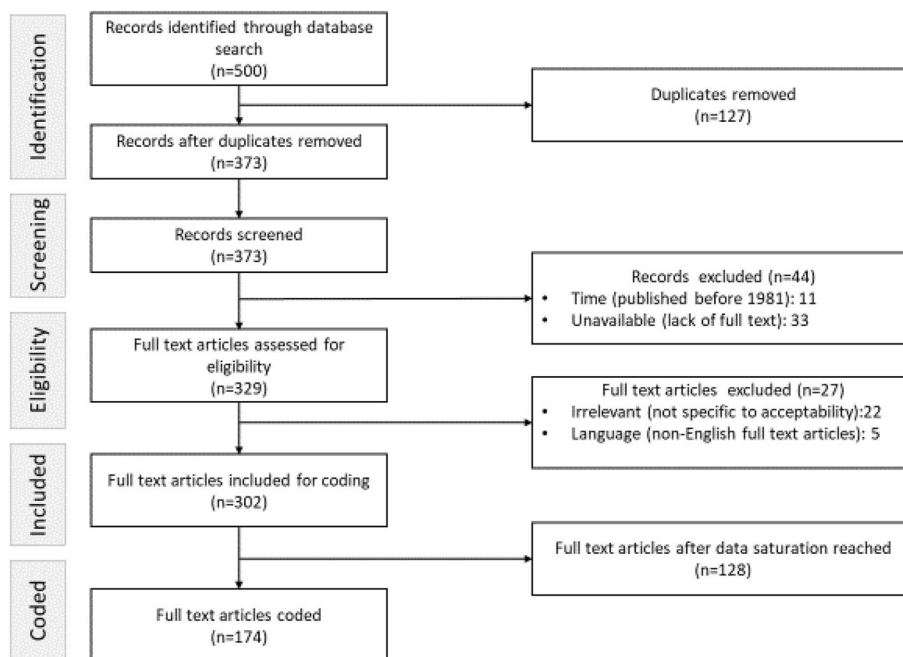 Identification
Records identified through database
search
(n=500)
Duplicates removed
(n=127)
Records after duplicates removed
(n=373)
Screening
Records screened
(n=373)
Records excluded (n=44)
• Time (published before 1981): 11
• Unavailable (lack of full text): 33
Eligibility
Full text articles assessed for
eligibility
(n=329)
Full text articles excluded (n=27)
• Irrelevant (not specific to acceptability):22
• Language (non-English full text articles): 5
Included
Full text articles included for coding
(n=302)
Full text articles after data saturation reached
(n=128)
Coded
Full text articles coded
(n=174)